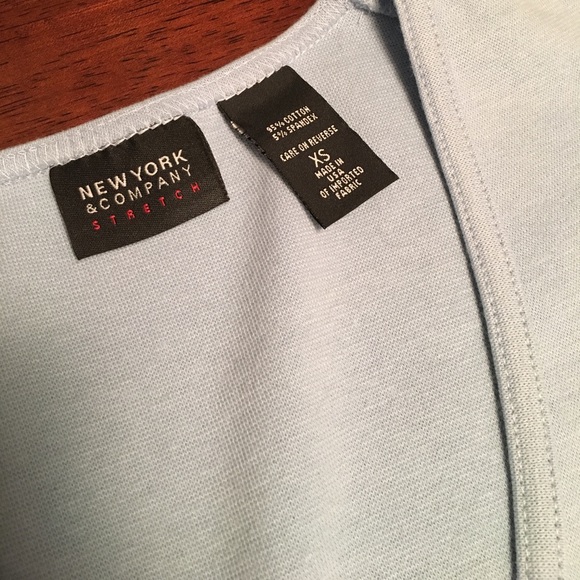 NEW YORK
& COMPANY
STRETCH
95% COTTON
5% SPANDEX
CARE ON REVERSE
XS
MADE IN
USA
OF IMPORTED
FABRIC